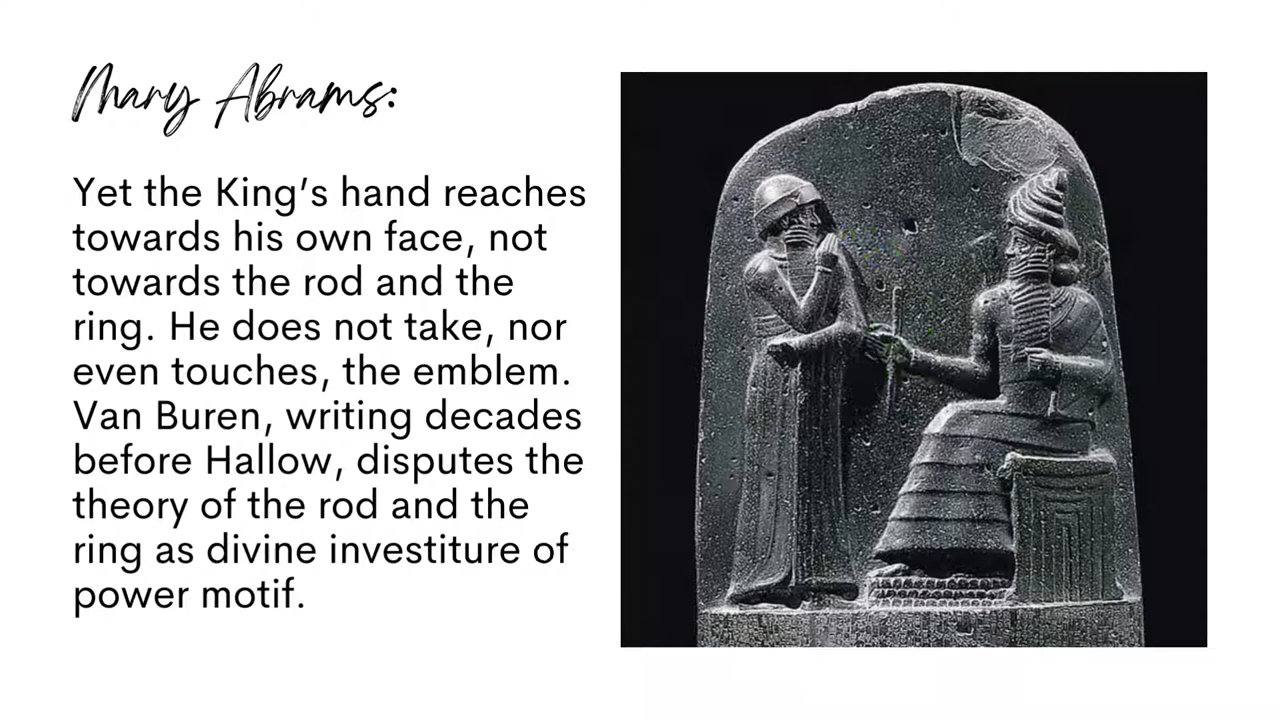 Mary Abrams:
Yet the King's hand reaches
towards his own face, not
towards the rod and the
ring. He does not take, nor
even touches, the emblem.
Van Buren, writing decades
before Hallow, disputes the
theory of the rod and the
ring as divine investiture of
power motif.